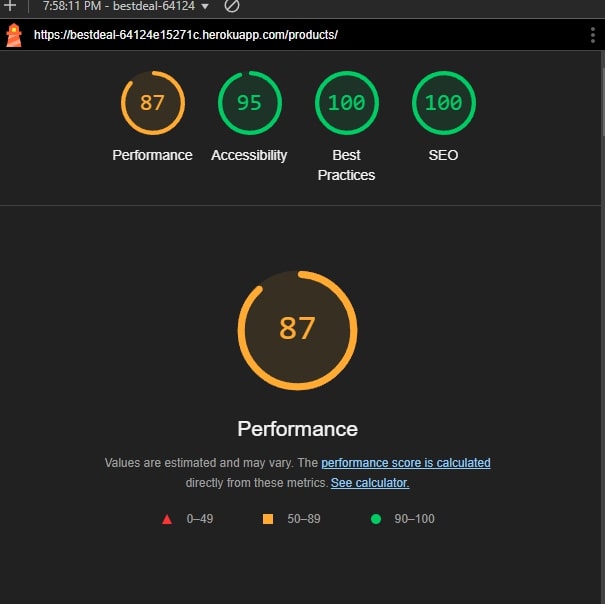 7:58:11 PM - bestdeal-64124
https://bestdeal-64124e15271c.herokuapp.com/products/
87 95 100 100
Performance Accessibility Best Practices SEO
87
Performance
Values are estimated and may vary. The performance score is calculated
directly from these metrics. See calculator.
0–49 50–89 90–100